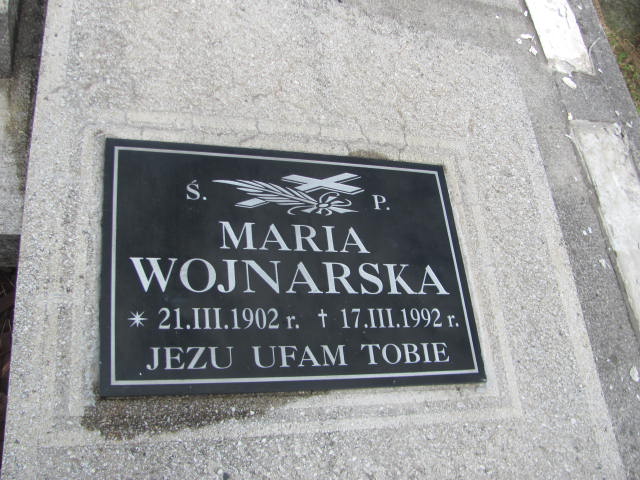 Ś. P.
MARIA
WOJNARSKA
* 21.III.1902 r. † 17.III.1992 r.
JEZU UFAM TOBIE